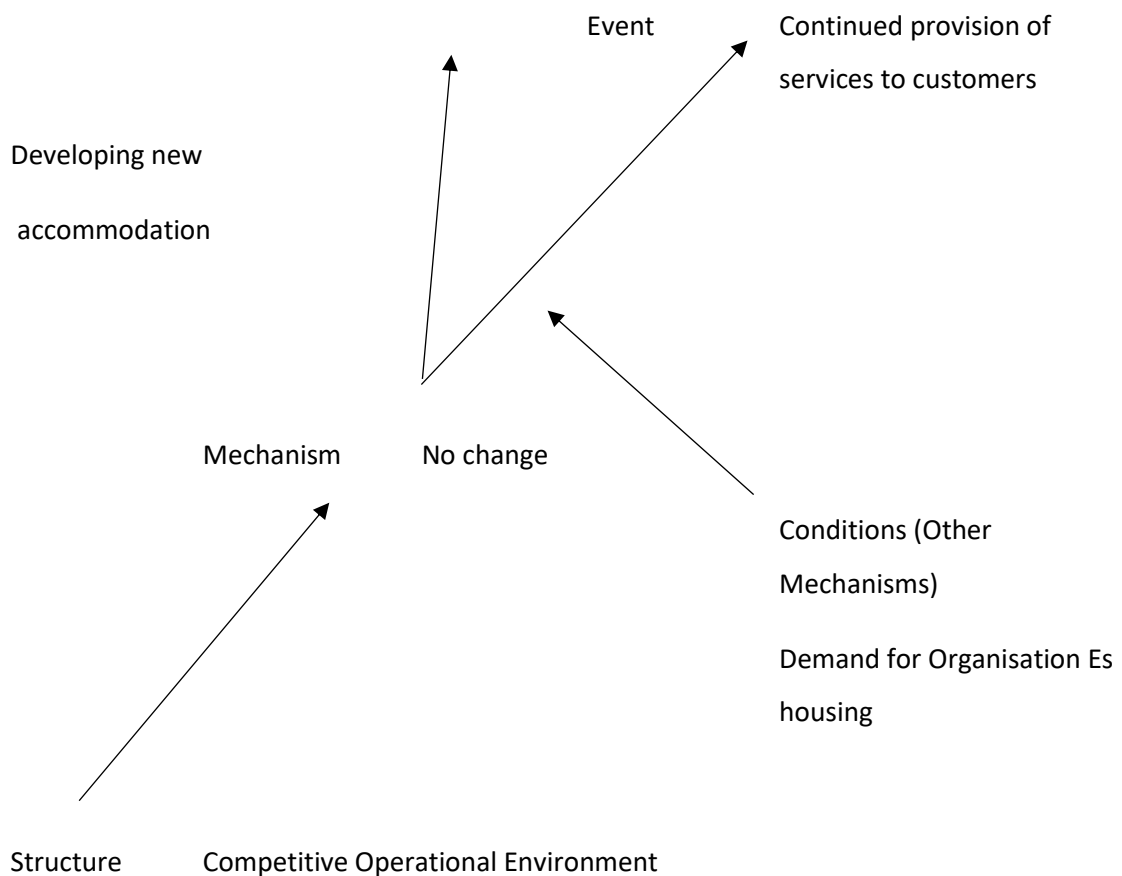 Event Continued provision of
services to customers
Developing new
accommodation
Mechanism No change
Conditions (Other
Mechanisms)
Demand for Organisation Es
housing
Structure Competitive Operational Environment